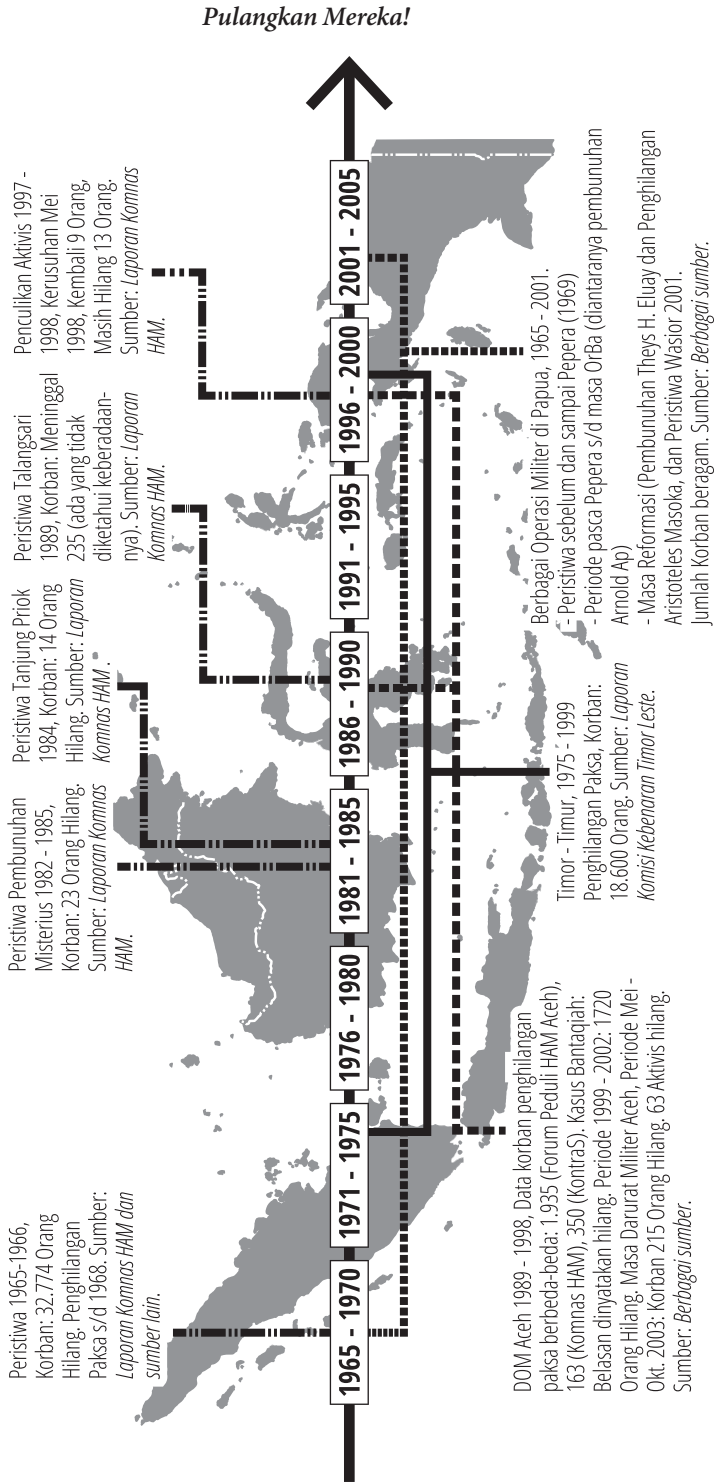 Pulangkan Mereka!
Peristiwa 1965-1966,
Korban: 32.774 Orang
Hilang, Penghilangan
Paksa s/d 1968. Sumber:
Laporan Komnas HAM dan
sumber lain.
Peristiwa Pembunuhan
Misterius 1982 - 1985,
Korban: 23 Orang Hilang.
Sumber: Laporan Komnas
HAM.
Peristiwa Tanjung Priok
1984, Korban: 14 Orang
Hilang. Sumber: Laporan
Komnas HAM .
Peristiwa Talangsari
1989, Korban: Meninggal
235 (ada yang tidak
diketahui keberadaan-
nya). Sumber: Laporan
Komnas HAM.
Penculikan Aktivis 1997 -
1998, Kerusuhan Mei
1998, Kembali 9 Orang,
Masih Hilang 13 Orang.
Sumber: Laporan Komnas
HAM.
1965 - 1970
1971 - 1975
1976 - 1980
1981 - 1985
1986 - 1990
1991 - 1995
1996 - 2000
2001 - 2005
DOM Aceh 1989 - 1998, Data korban penghilangan
paksa berbeda-beda: 1.935 (Forum Peduli HAM Aceh),
163 (Komnas HAM), 350 (KontraS). Kasus Bantaqiah:
Belasan dinyatakan hilang. Periode 1999 - 2002: 1720
Orang Hilang. Masa Darurat Militer Aceh, Periode Mei -
Okt. 2003: Korban 215 Orang Hilang, 63 Aktivis hilang.
Sumber: Berbagai sumber.
Timor - Timur, 1975 - 1999
Penghilangan Paksa, Korban:
18.600 Orang. Sumber: Laporan
Komisi Kebenaran Timor Leste.
Berbagai Operasi Militer di Papua, 1965 - 2001.
- Peristiwa sebelum dan sampai Pepera (1969)
- Periode pasca Pepera s/d masa OrBa (diantaranya pembunuhan
Arnold Ap)
- Masa Reformasi (Pembunuhan Theys H. Eluay dan Penghilangan
Aristoteles Masoka, dan Peristiwa Wasior 2001.
Jumlah Korban beragam. Sumber: Berbagai sumber.